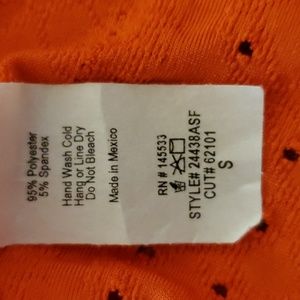 95% Polyester
5% Spandex
Hand Wash Cold
Hang or Line Dry
Do Not Bleach
Made in Mexico
RN # 145533
STYLE# 24438ASF
CUT# 62101
S